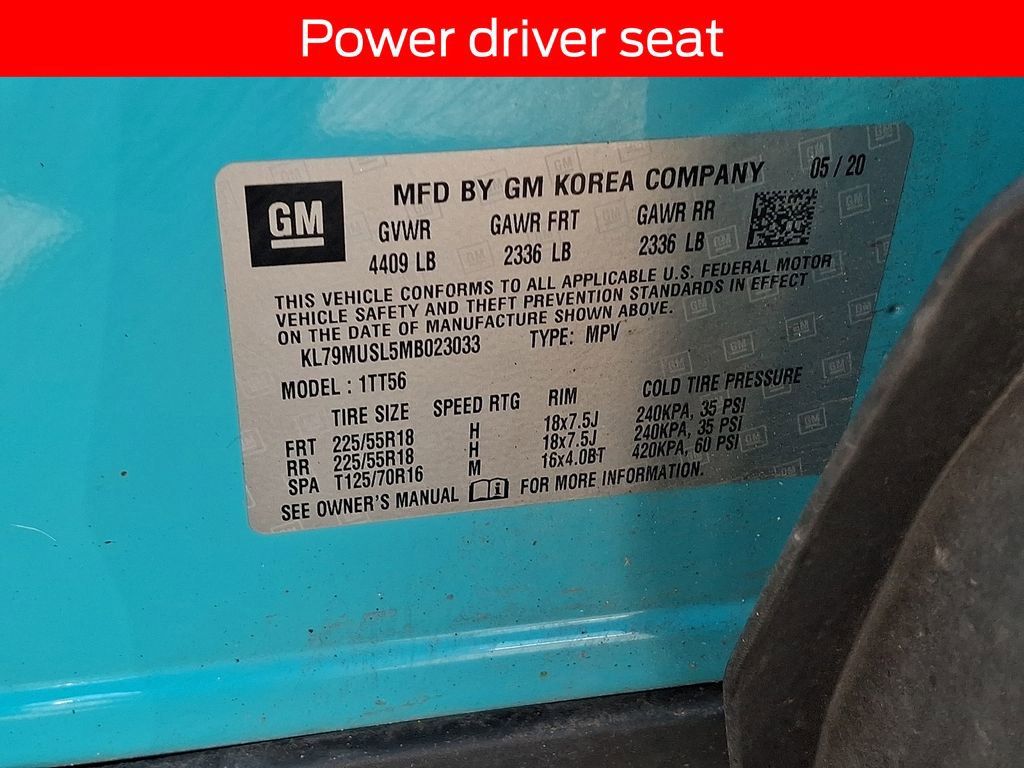 Power driver seat
GM
MFD BY GM KOREA COMPANY 05 / 20
GVWR GAWR FRT GAWR RR
4409 LB 2336 LB 2336 LB
THIS VEHICLE CONFORMS TO ALL APPLICABLE U.S. FEDERAL MOTOR
VEHICLE SAFETY AND THEFT PREVENTION STANDARDS IN EFFECT
ON THE DATE OF MANUFACTURE SHOWN ABOVE.
KL79MUSL5MB023033 TYPE: MPV
MODEL : 1TT56
TIRE SIZE SPEED RTG RIM COLD TIRE PRESSURE
FRT 225/55R18 H 18x7.5J 240KPA, 35 PSI
RR 225/55R18 H 18x7.5J 240KPA, 35 PSI
SPA T125/70R16 M 16x4.0BT 420KPA, 60 PSI
SEE OWNER'S MANUAL FOR MORE INFORMATION.